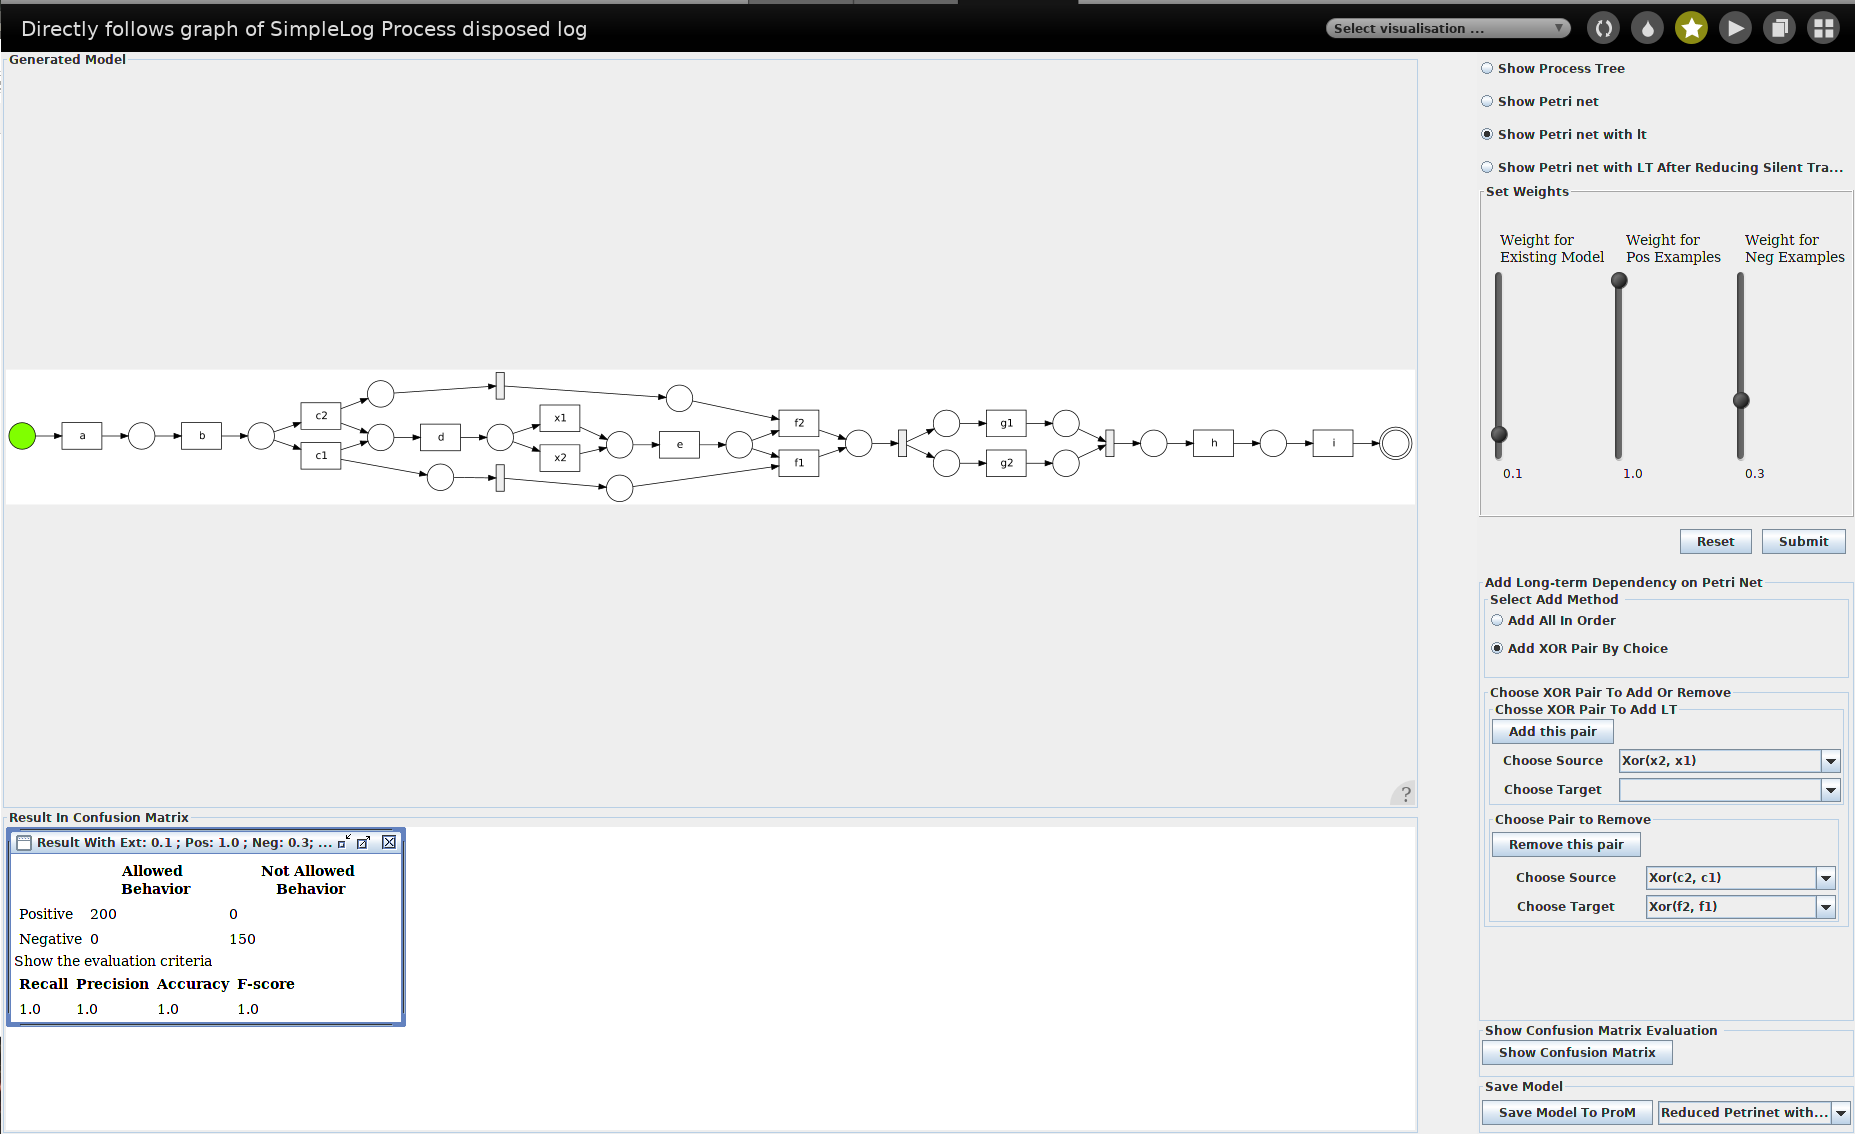 Directly follows graph of SimpleLog Process disposed log
Select visualisation ...
Generated Model
a
b
c2
c1
d
x1
x2
e
f2
f1
g1
g2
h
i
?
Show Process Tree
Show Petri net
Show Petri net with lt
Show Petri net with LT After Reducing Silent Tra...
Set Weights
Weight for
Existing Model
Weight for
Pos Examples
Weight for
Neg Examples
0.1
1.0
0.3
Reset
Submit
Add Long-term Dependency on Petri Net
Select Add Method
Add All In Order
Add XOR Pair By Choice
Choose XOR Pair To Add Or Remove
Chosse XOR Pair To Add LT
Add this pair
Choose Source
Xor(x2, x1)
Choose Target
Choose Pair to Remove
Remove this pair
Choose Source
Xor(c2, c1)
Choose Target
Xor(f2, f1)
Show Confusion Matrix Evaluation
Show Confusion Matrix
Save Model
Save Model To ProM
Reduced Petrinet with...
Result In Confusion Matrix
Result With Ext: 0.1 ; Pos: 1.0 ; Neg: 0.3; ...
Allowed
Behavior
Not Allowed
Behavior
Positive 200 0
Negative 0 150
Show the evaluation criteria
Recall Precision Accuracy F-score
1.0 1.0 1.0 1.0